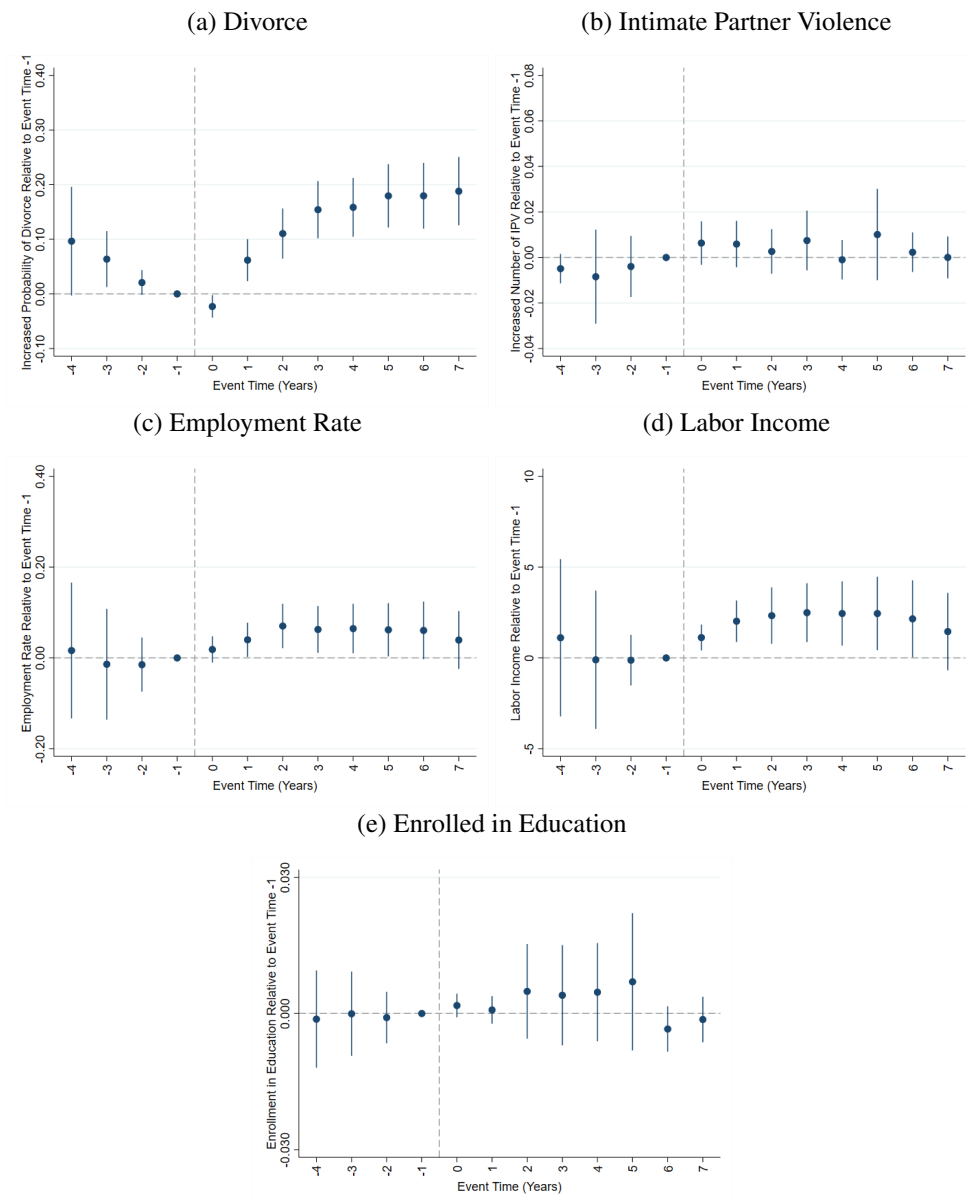 (a) Divorce
(b) Intimate Partner Violence
Increased Probability of Divorce Relative to Event Time -1
0.40
0.30
0.20
0.10
0.00
-0.10
-4 -3 -2 -1 0 1 2 3 4 5 6 7
Event Time (Years)
Increased Number of IPV Relative to Event Time -1
0.08
0.06
0.04
0.02
0.00
-0.02
-0.04
-4 -3 -2 -1 0 1 2 3 4 5 6 7
Event Time (Years)
(c) Employment Rate
(d) Labor Income
Employment Rate Relative to Event Time -1
0.40
0.20
0.00
-0.20
-4 -3 -2 -1 0 1 2 3 4 5 6 7
Event Time (Years)
Labor Income Relative to Event Time -1
10
5
0
-5
-4 -3 -2 -1 0 1 2 3 4 5 6 7
Event Time (Years)
(e) Enrolled in Education
Enrollment in Education Relative to Event Time -1
0.030
0.000
-0.030
-4 -3 -2 -1 0 1 2 3 4 5 6 7
Event Time (Years)